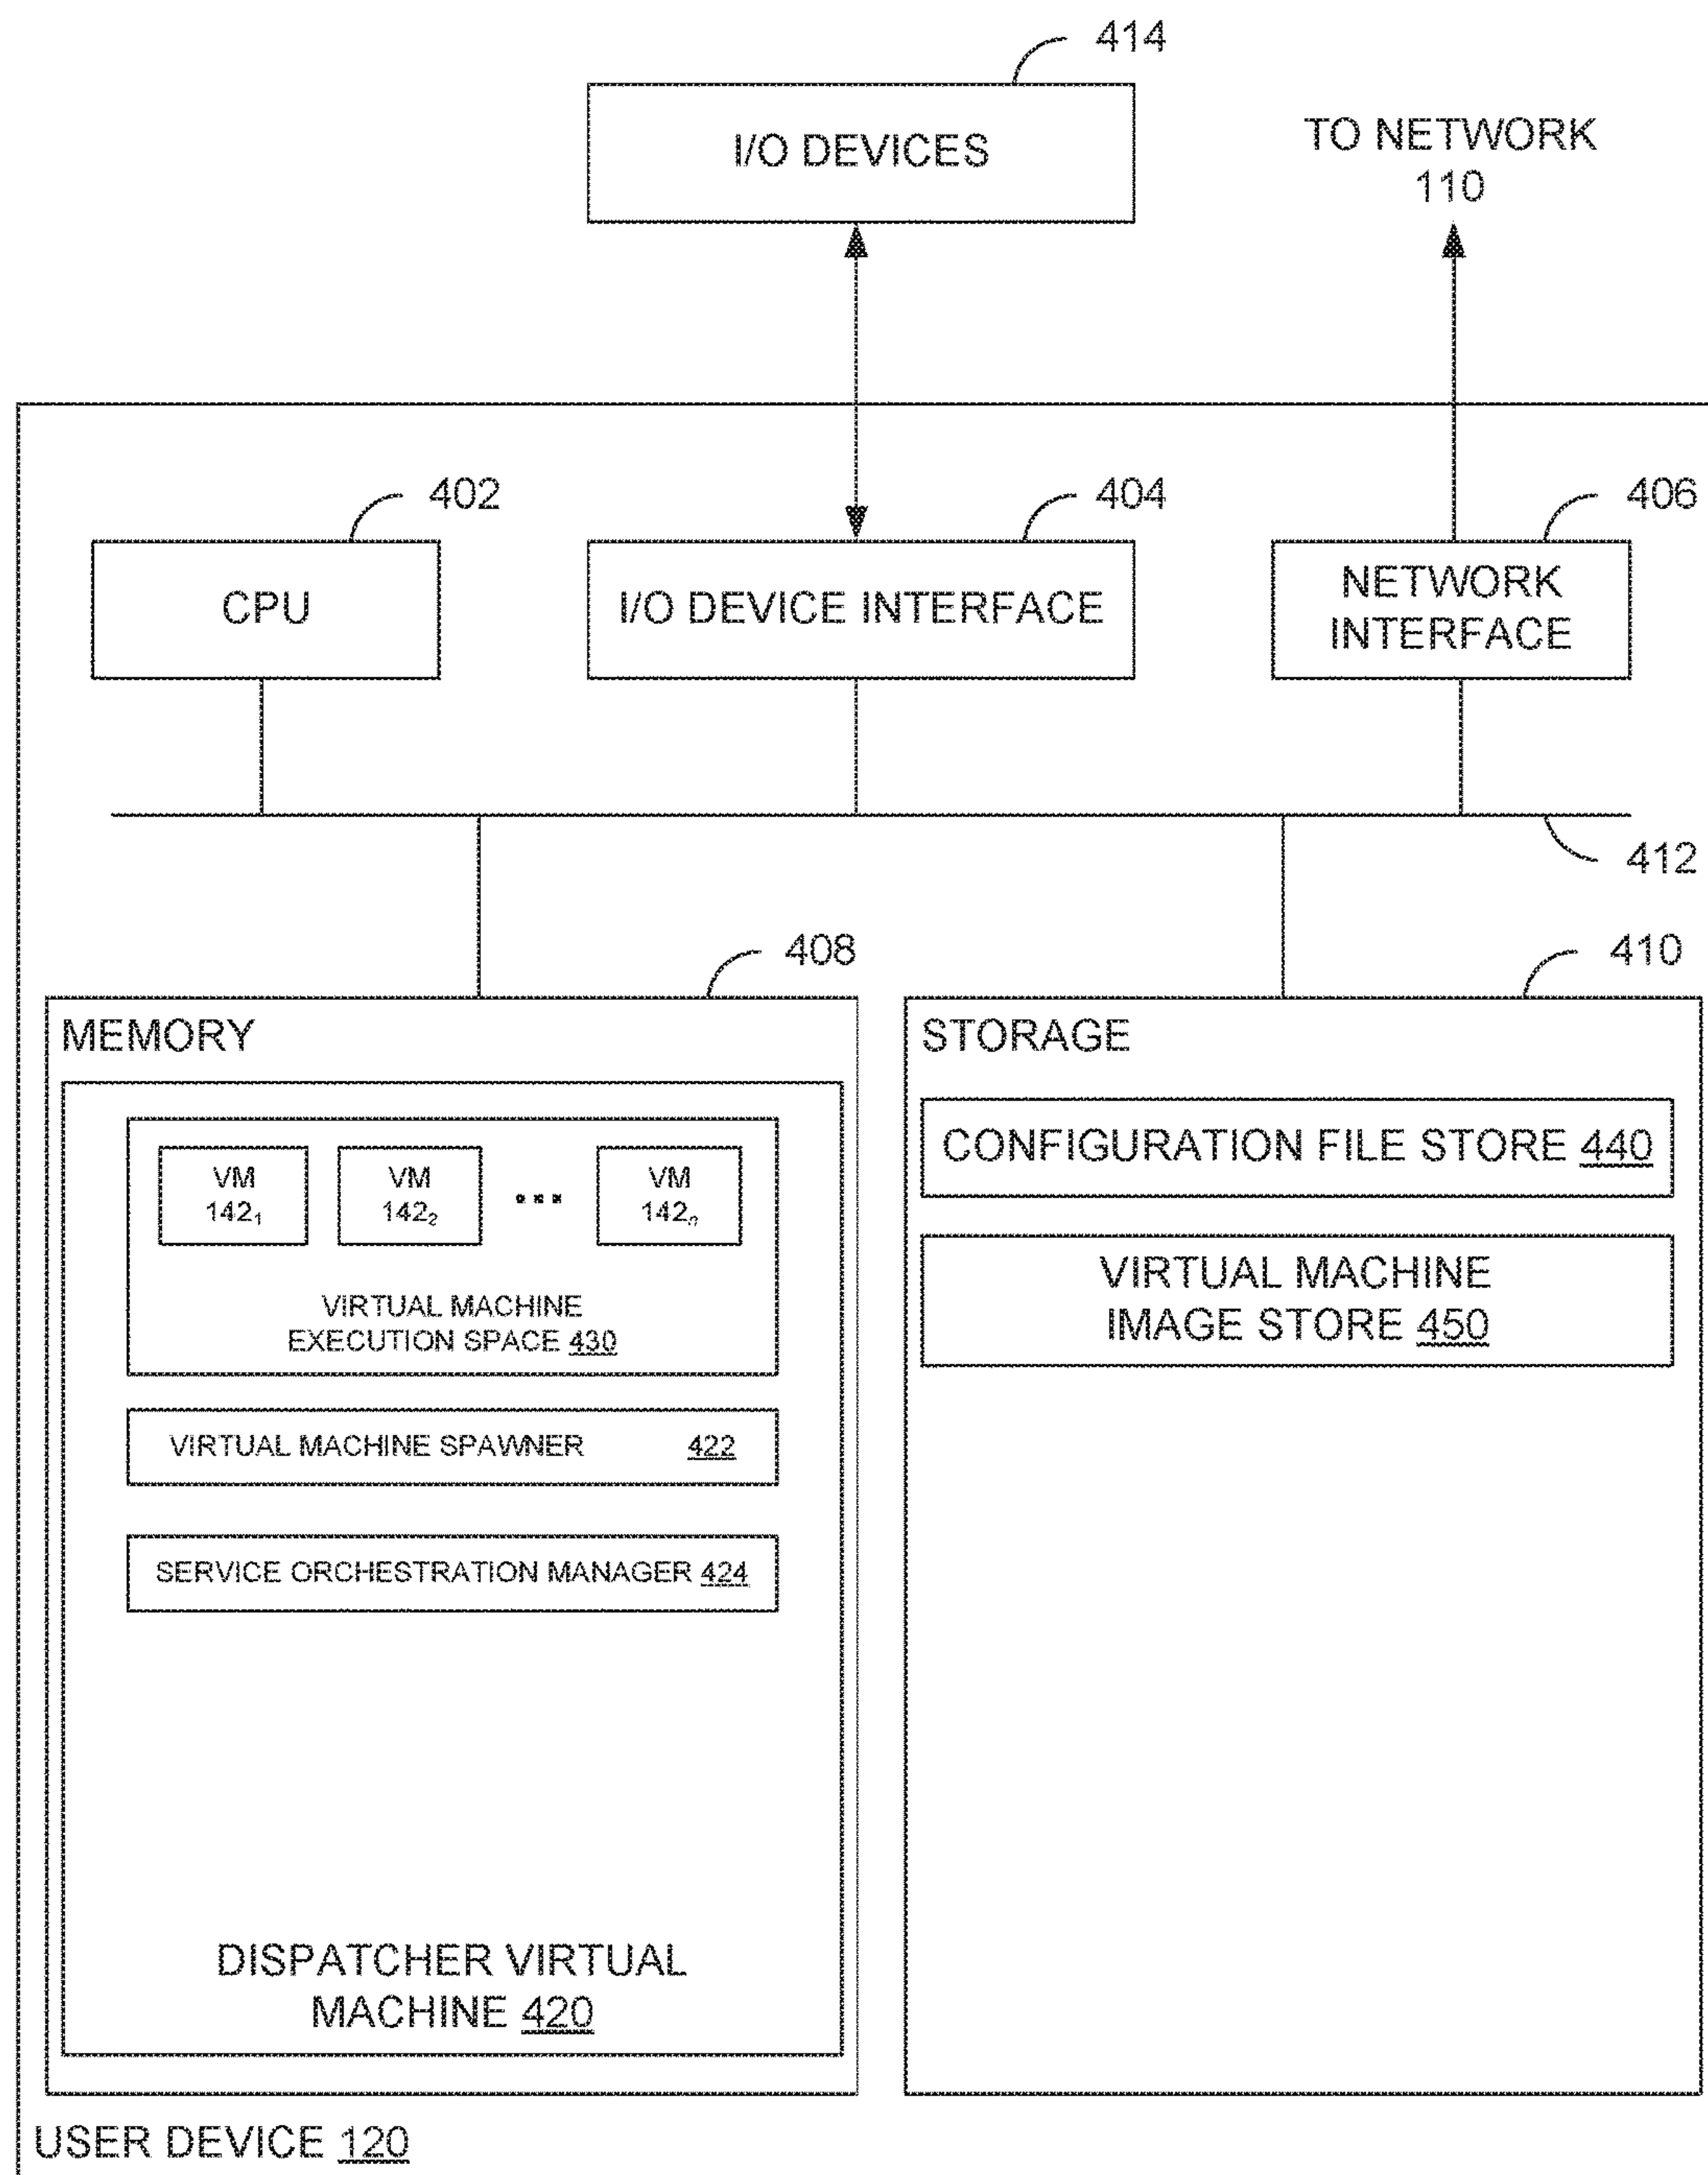 414
I/O DEVICES
TO NETWORK
110
402
404
406
CPU
I/O DEVICE INTERFACE
NETWORK
INTERFACE
412
408
410
MEMORY
STORAGE
VM
142₁
VM
142₂
...
VM
142ₙ
VIRTUAL MACHINE
EXECUTION SPACE 430
VIRTUAL MACHINE SPAWNER 422
SERVICE ORCHESTRATION MANAGER 424
DISPATCHER VIRTUAL
MACHINE 420
CONFIGURATION FILE STORE 440
VIRTUAL MACHINE
IMAGE STORE 450
USER DEVICE 120